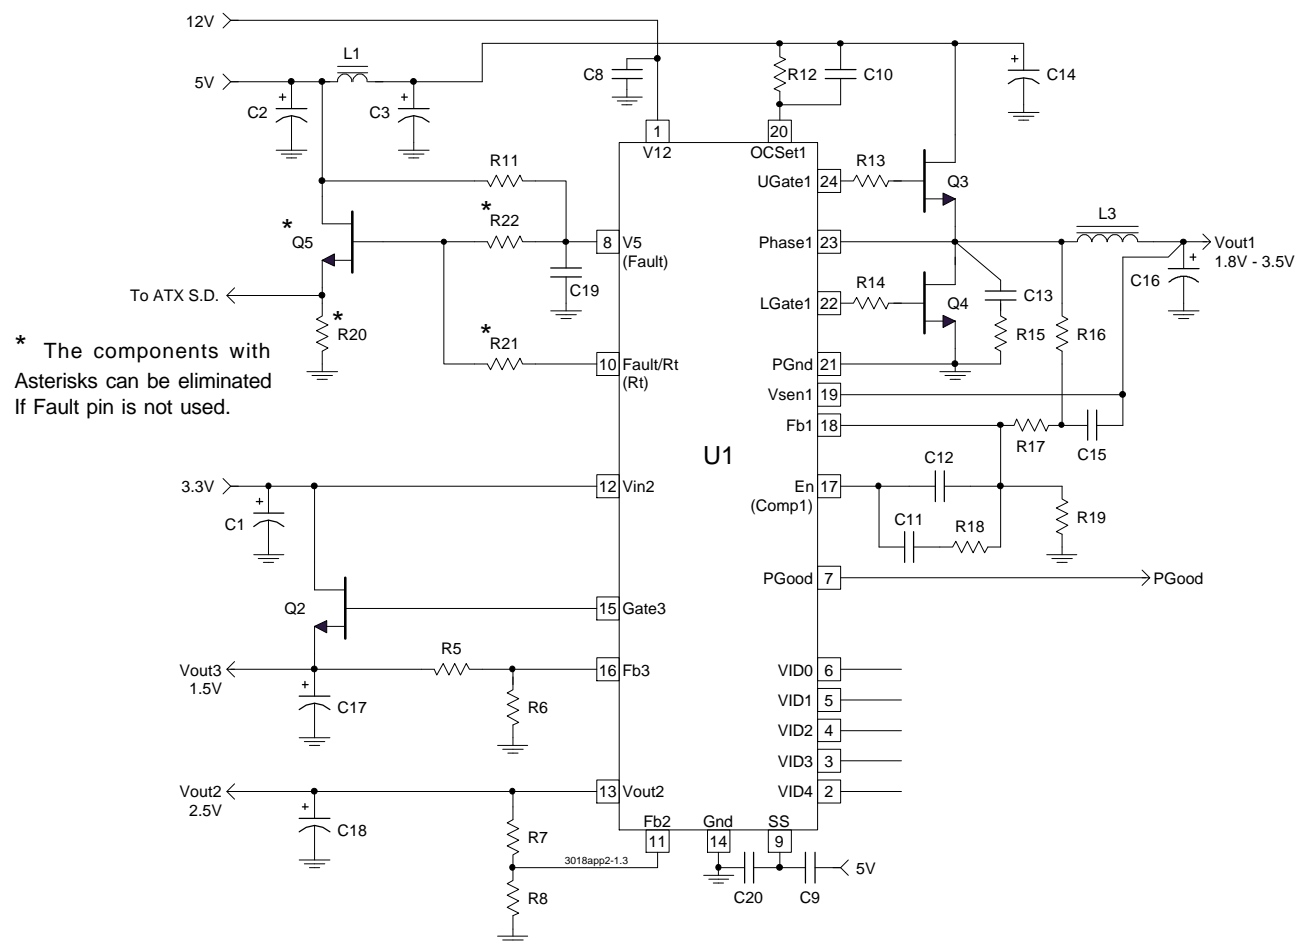 12V
L1
5V
C2
C3
C8
R12
C10
C14
+
+
+
1
20
V12
OCSet1
R11
UGate1
24
R13
Q3
*
R22
L3
*
Q5
8
V5
(Fault)
Phase1
23
Vout1
1.8V - 3.5V
+
C16
C19
To ATX S.D.
LGate1
22
R14
Q4
C13
R15
R16
*
R20
*
R21
10
Fault/Rt
(Rt)
PGnd
21
* The components with
Asterisks can be eliminated
If Fault pin is not used.
Vsen1
19
Fb1
18
R17
C15
U1
3.3V
+
C1
12
Vin2
En
(Comp1)
17
C12
C11
R18
R19
PGood
7
PGood
Q2
15
Gate3
Vout3
1.5V
R5
16
Fb3
+
C17
R6
VID0
6
VID1
5
VID2
4
VID3
3
VID4
2
Vout2
2.5V
13
Vout2
+
C18
R7
Fb2
11
Gnd
14
SS
9
3018app2-1.3
R8
C20
C9
5V